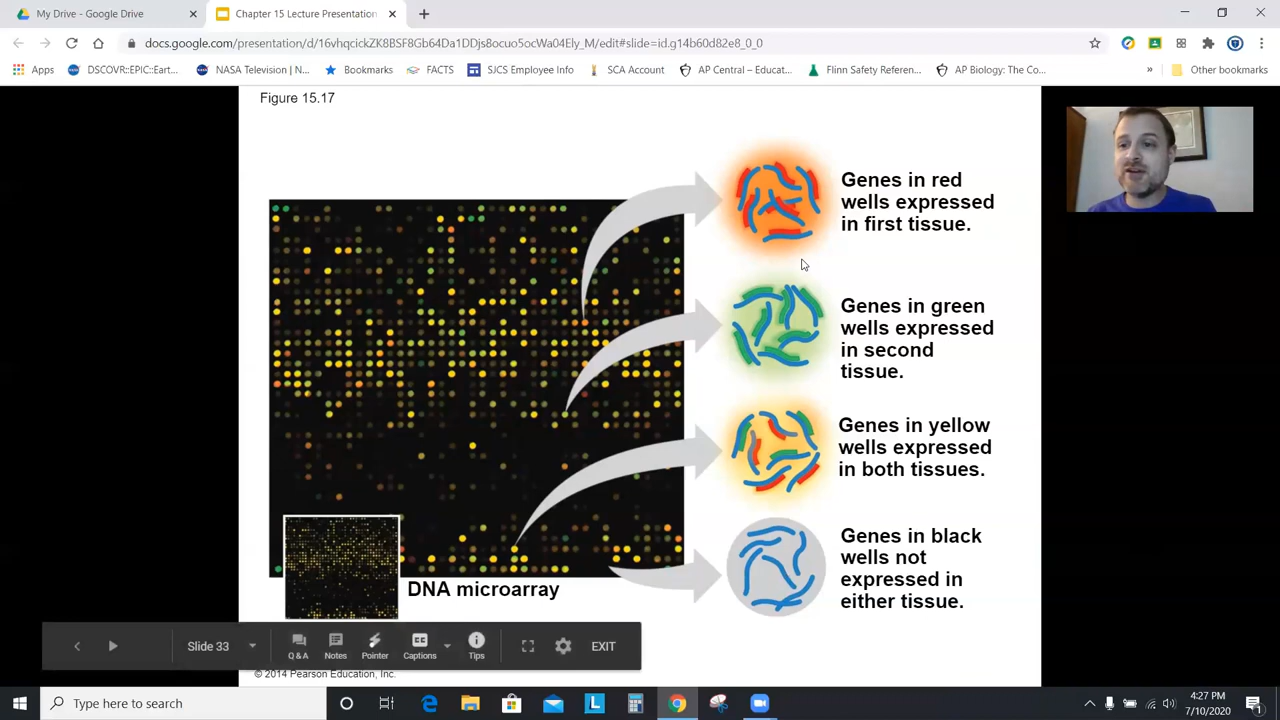 My Drive - Google Drive
Chapter 15 Lecture Presentation
docs.google.com/presentation/d/16vhqcickZK8BSF8GF64D1TDDjs8ocuo5ocWa04Ely_M/edit#slide=id.g14b60d82e8_0_0
Apps
DSCOVR::EPIC::Eart...
NASA Television | N...
Bookmarks
FACTS
SJCS Employee Info
SCA Account
AP Central – Educat...
Flinn Safety Referen...
AP Biology: The Co...
»
Other bookmarks
Figure 15.17
Genes in red
wells expressed
in first tissue.
Genes in green
wells expressed
in second
tissue.
Genes in yellow
wells expressed
in both tissues.
Genes in black
wells not
expressed in
either tissue.
DNA microarray
Slide 33
Q & A
Notes
Pointer
CC
Captions
Tips
EXIT
© 2014 Pearson Education, Inc.
Type here to search
4:27 PM
7/10/2020